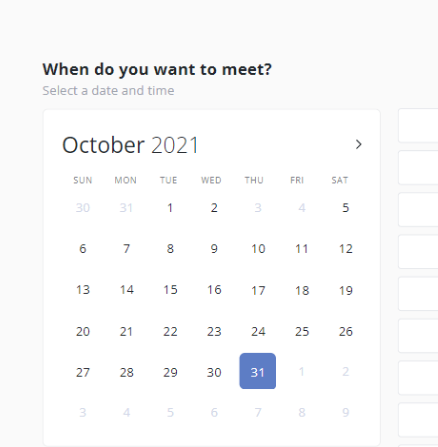 When do you want to meet?
Select a date and time
October 2021
SUN MON TUE WED THU FRI SAT
30 31 1 2 3 4 5
6 7 8 9 10 11 12
13 14 15 16 17 18 19
20 21 22 23 24 25 26
27 28 29 30 31 1 2
3 4 5 6 7 8 9